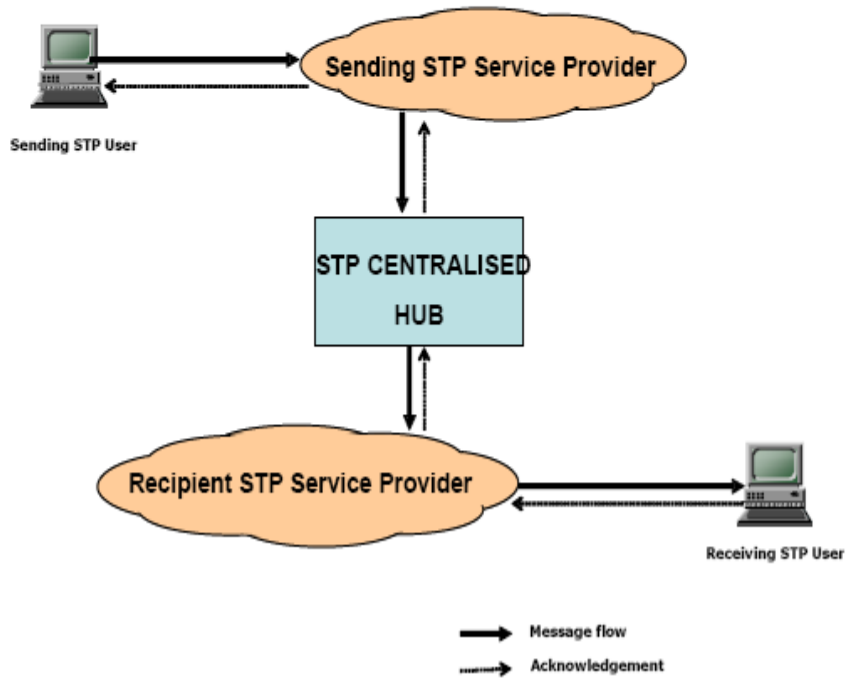 Sending STP Service Provider
Sending STP User
STP CENTRALISED
HUB
Recipient STP Service Provider
Receiving STP User
Message flow
Acknowledgement